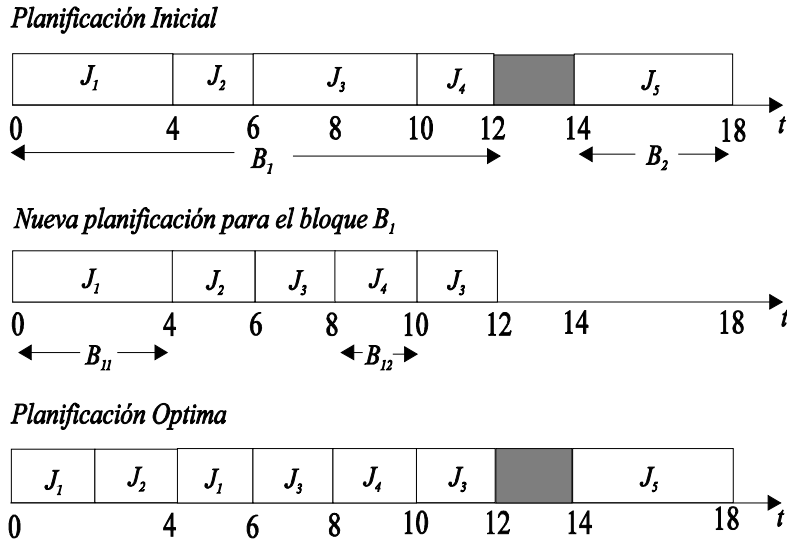 Planificación Inicial
J1 J2 J3 J4 J5
0 4 6 8 10 12 14 18 t
B1 B2
Nueva planificación para el bloque B1
J1 J2 J3 J4 J3
0 4 6 8 10 12 14 18 t
B11 B12
Planificación Optima
J1 J2 J1 J3 J4 J3 J5
0 4 6 8 10 12 14 18 t